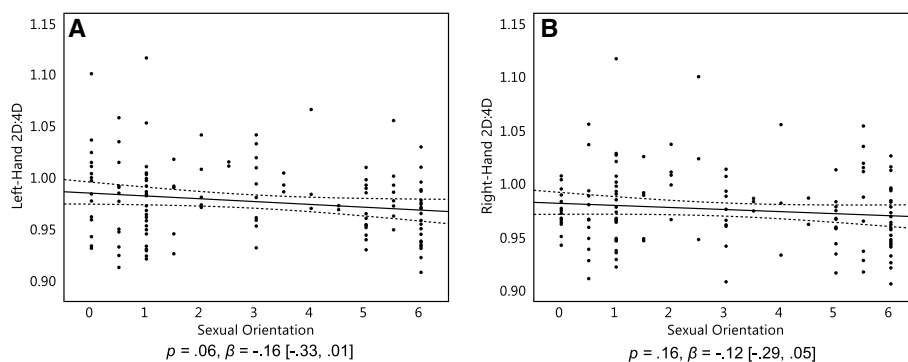 A
1.15
1.10
1.05
1.00
0.95
0.90
Left-Hand 2D:4D
0 1 2 3 4 5 6
Sexual Orientation
p = .06, β = -.16 [-.33, .01]
B
1.15
1.10
1.05
1.00
0.95
0.90
Right-Hand 2D:4D
0 1 2 3 4 5 6
Sexual Orientation
p = .16, β = -.12 [-.29, .05]